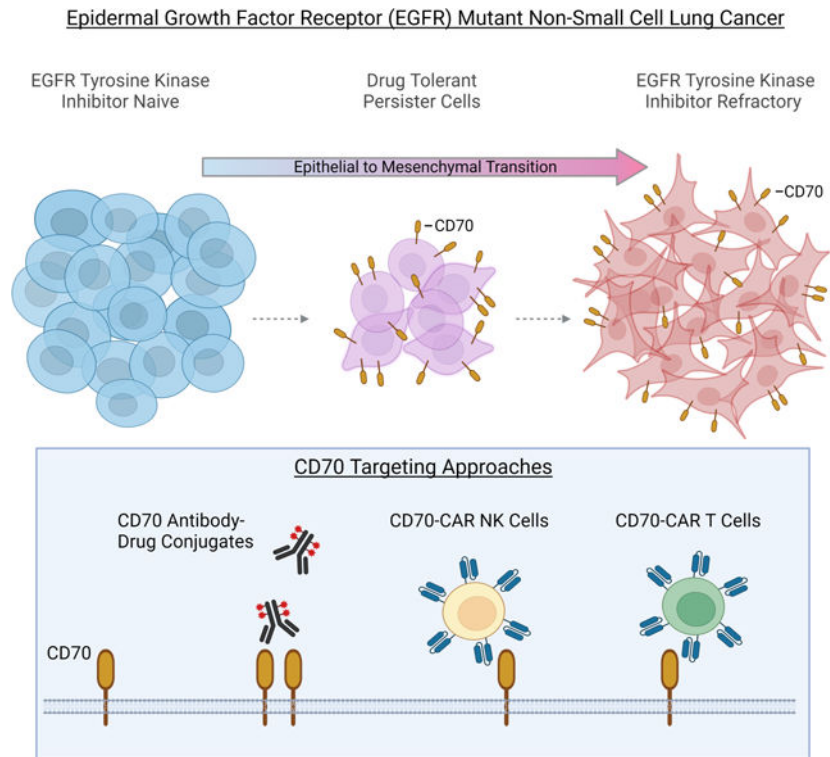 Epidermal Growth Factor Receptor (EGFR) Mutant Non-Small Cell Lung Cancer
EGFR Tyrosine Kinase
Inhibitor Naive
Drug Tolerant
Persister Cells
EGFR Tyrosine Kinase
Inhibitor Refractory
Epithelial to Mesenchymal Transition
CD70
CD70
CD70 Targeting Approaches
CD70 Antibody-
Drug Conjugates
CD70-CAR NK Cells
CD70-CAR T Cells
CD70